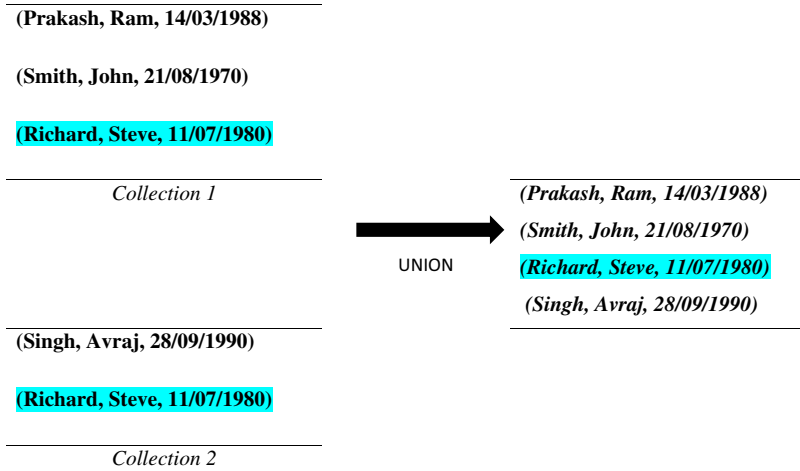 (Prakash, Ram, 14/03/1988)
(Smith, John, 21/08/1970)
(Richard, Steve, 11/07/1980)
Collection 1
(Singh, Avraj, 28/09/1990)
(Richard, Steve, 11/07/1980)
Collection 2
UNION
(Prakash, Ram, 14/03/1988)
(Smith, John, 21/08/1970)
(Richard, Steve, 11/07/1980)
(Singh, Avraj, 28/09/1990)